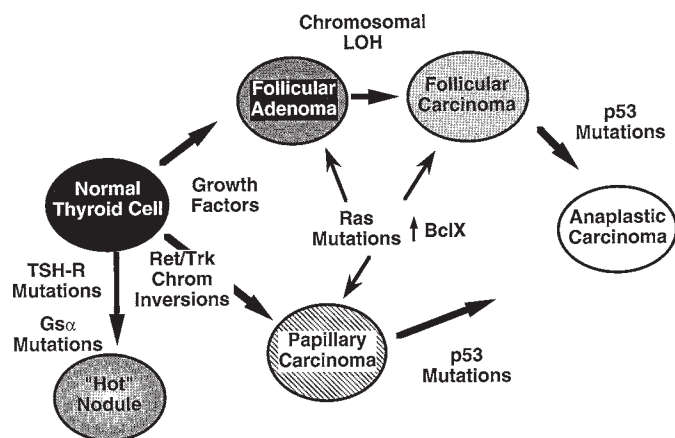 Chromosomal
LOH
Follicular
Adenoma
Follicular
Carcinoma
p53
Mutations
Normal
Thyroid Cell
Growth
Factors
Ras
Mutations
BclX
Anaplastic
Carcinoma
TSH-R
Mutations
Ret/Trk
Chrom
Inversions
Gsα
Mutations
Papillary
Carcinoma
p53
Mutations
"Hot"
Nodule